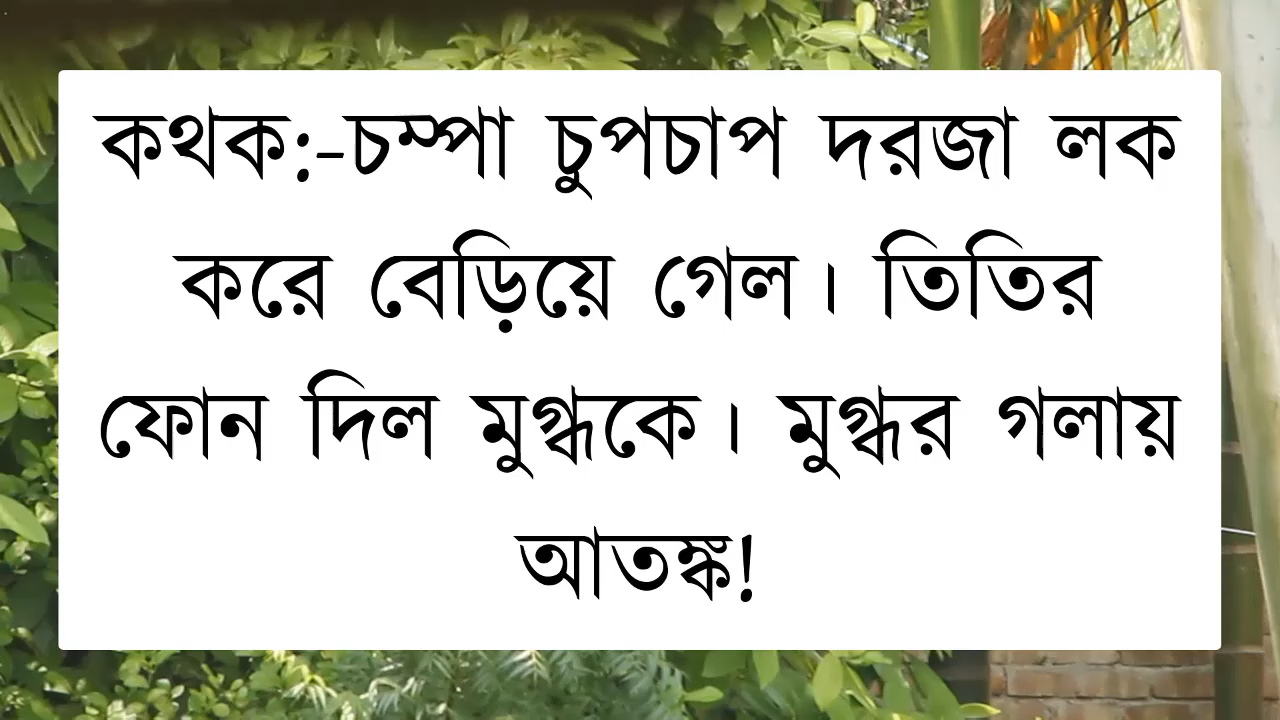 কথক:-চম্পা চুপচাপ দরজা লক
করে বেড়িয়ে গেল। তিতির
ফোন দিল মুগ্ধকে। মুগ্ধর গলায়
আতঙ্ক!